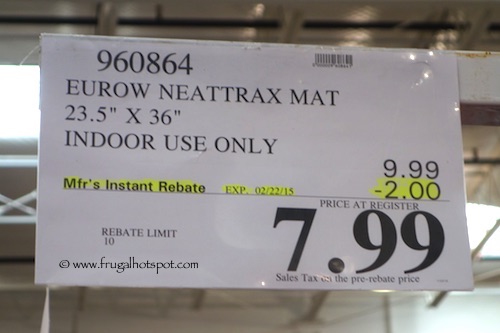 960864
EUROW NEATTRAX MAT
23.5" X 36"
INDOOR USE ONLY
9.99
Mfr's Instant Rebate EXP. 02/22/15 -2.00
PRICE AT REGISTER
7.99
REBATE LIMIT
10
Sales Tax on the pre-rebate price
© www.frugalhotspot.com